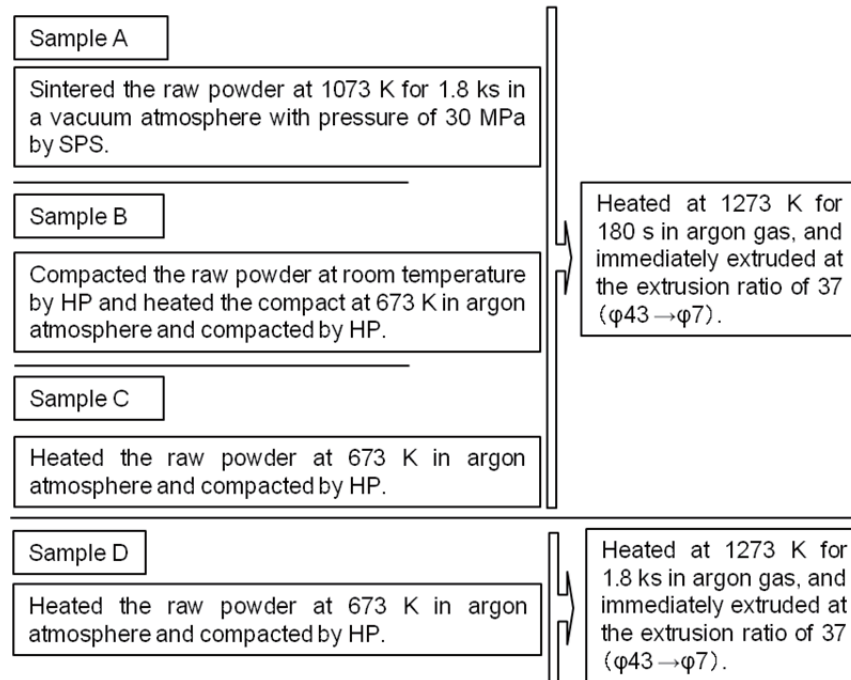 Sample A
Sintered the raw powder at 1073 K for 1.8 ks in
a vacuum atmosphere with pressure of 30 MPa
by SPS.
Sample B
Compacted the raw powder at room temperature
by HP and heated the compact at 673 K in argon
atmosphere and compacted by HP.
Sample C
Heated the raw powder at 673 K in argon
atmosphere and compacted by HP.
Heated at 1273 K for
180 s in argon gas, and
immediately extruded at
the extrusion ratio of 37
(φ43→φ7).
Sample D
Heated the raw powder at 673 K in argon
atmosphere and compacted by HP.
Heated at 1273 K for
1.8 ks in argon gas, and
immediately extruded at
the extrusion ratio of 37
(φ43→φ7).